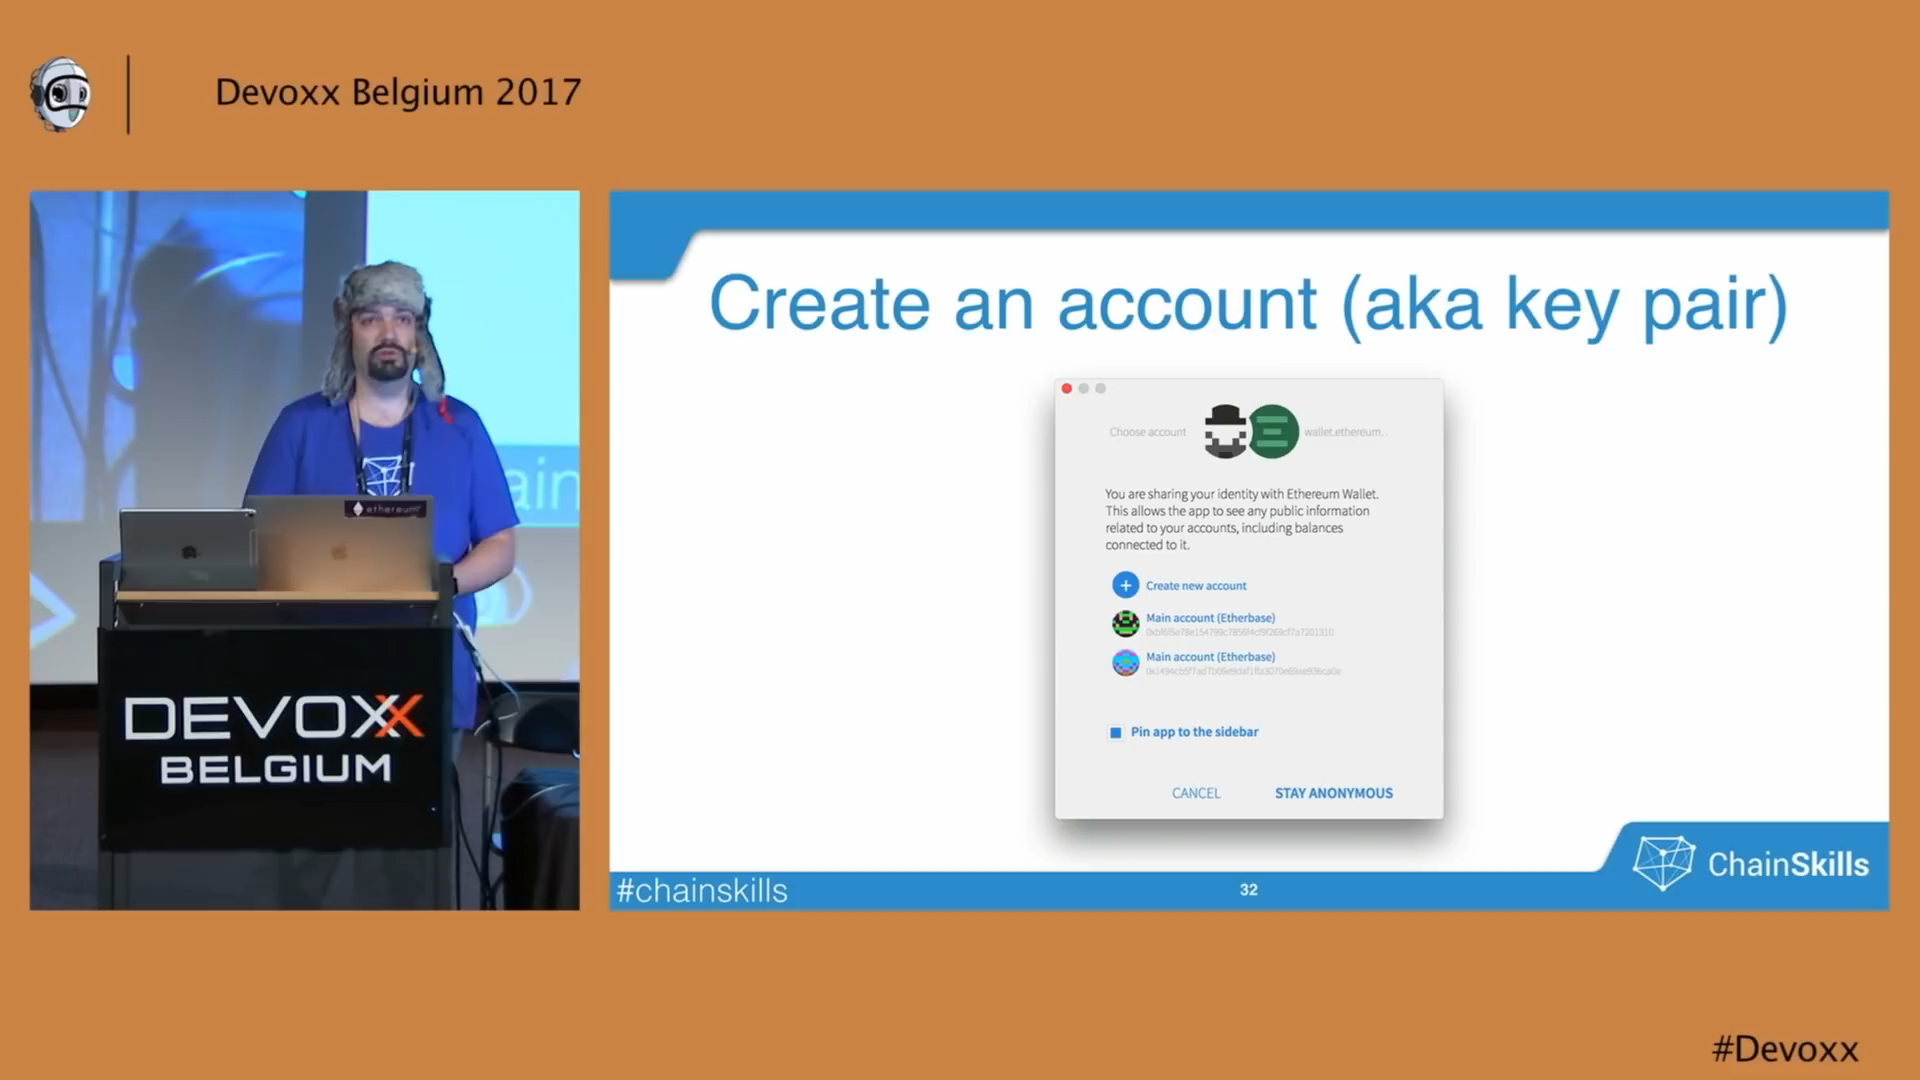 Devoxx Belgium 2017
Create an account (aka key pair)
Choose account
wallet.ethereum...
You are sharing your identity with Ethereum Wallet.
This allows the app to see any public information
related to your accounts, including balances
connected to it.
Create new account
Main account (Etherbase)
Main account (Etherbase)
Pin app to the sidebar
CANCEL STAY ANONYMOUS
ethereum
ain
DEVOXX
BELGIUM
#chainskills
32
ChainSkills
#Devoxx